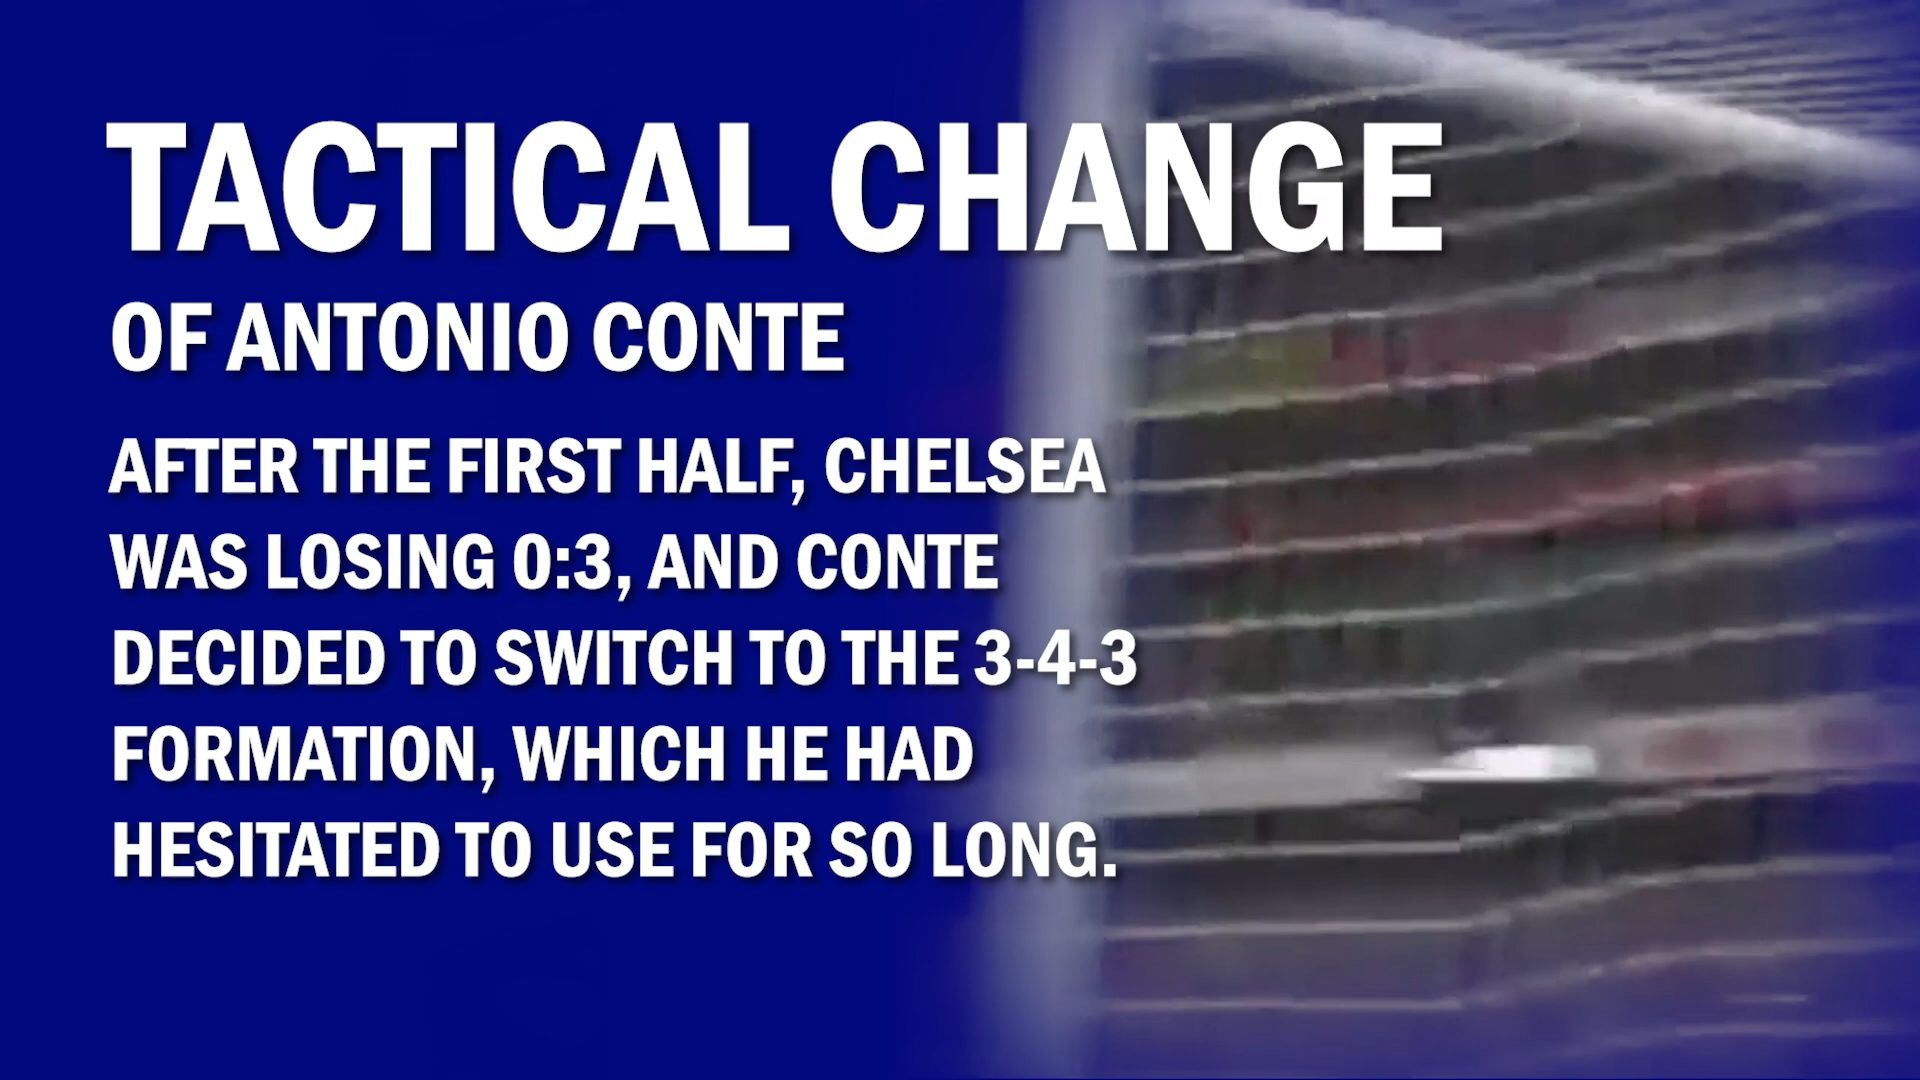 TACTICAL CHANGE
OF ANTONIO CONTE
AFTER THE FIRST HALF, CHELSEA
WAS LOSING 0:3, AND CONTE
DECIDED TO SWITCH TO THE 3-4-3
FORMATION, WHICH HE HAD
HESITATED TO USE FOR SO LONG.